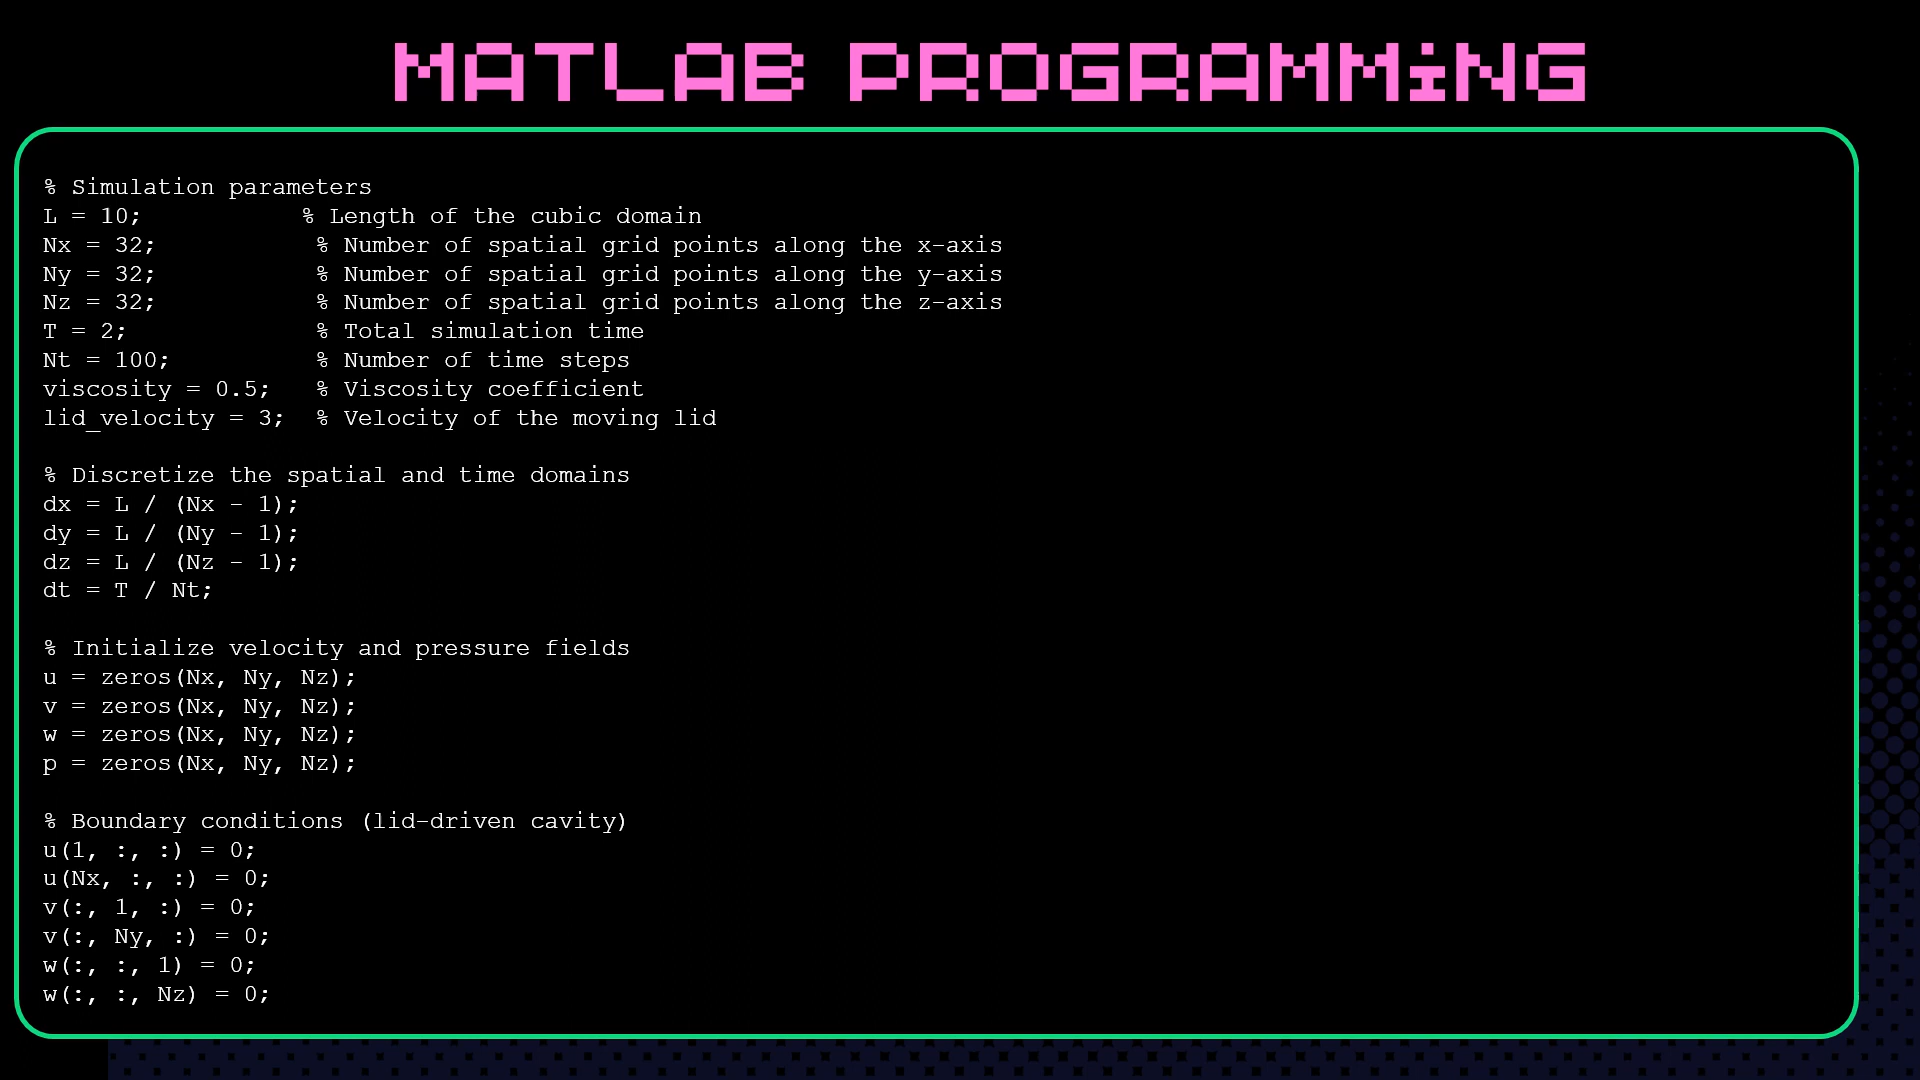 MATLAB PROGRAMMiNG
% Simulation parameters
L = 10;           % Length of the cubic domain
Nx = 32;           % Number of spatial grid points along the x-axis
Ny = 32;           % Number of spatial grid points along the y-axis
Nz = 32;           % Number of spatial grid points along the z-axis
T = 2;             % Total simulation time
Nt = 100;          % Number of time steps
viscosity = 0.5;   % Viscosity coefficient
lid_velocity = 3;  % Velocity of the moving lid
% Discretize the spatial and time domains
dx = L / (Nx - 1);
dy = L / (Ny - 1);
dz = L / (Nz - 1);
dt = T / Nt;
% Initialize velocity and pressure fields
u = zeros(Nx, Ny, Nz);
v = zeros(Nx, Ny, Nz);
w = zeros(Nx, Ny, Nz);
p = zeros(Nx, Ny, Nz);
% Boundary conditions (lid-driven cavity)
u(1, :, :) = 0;
u(Nx, :, :) = 0;
v(:, 1, :) = 0;
v(:, Ny, :) = 0;
w(:, :, 1) = 0;
w(:, :, Nz) = 0;